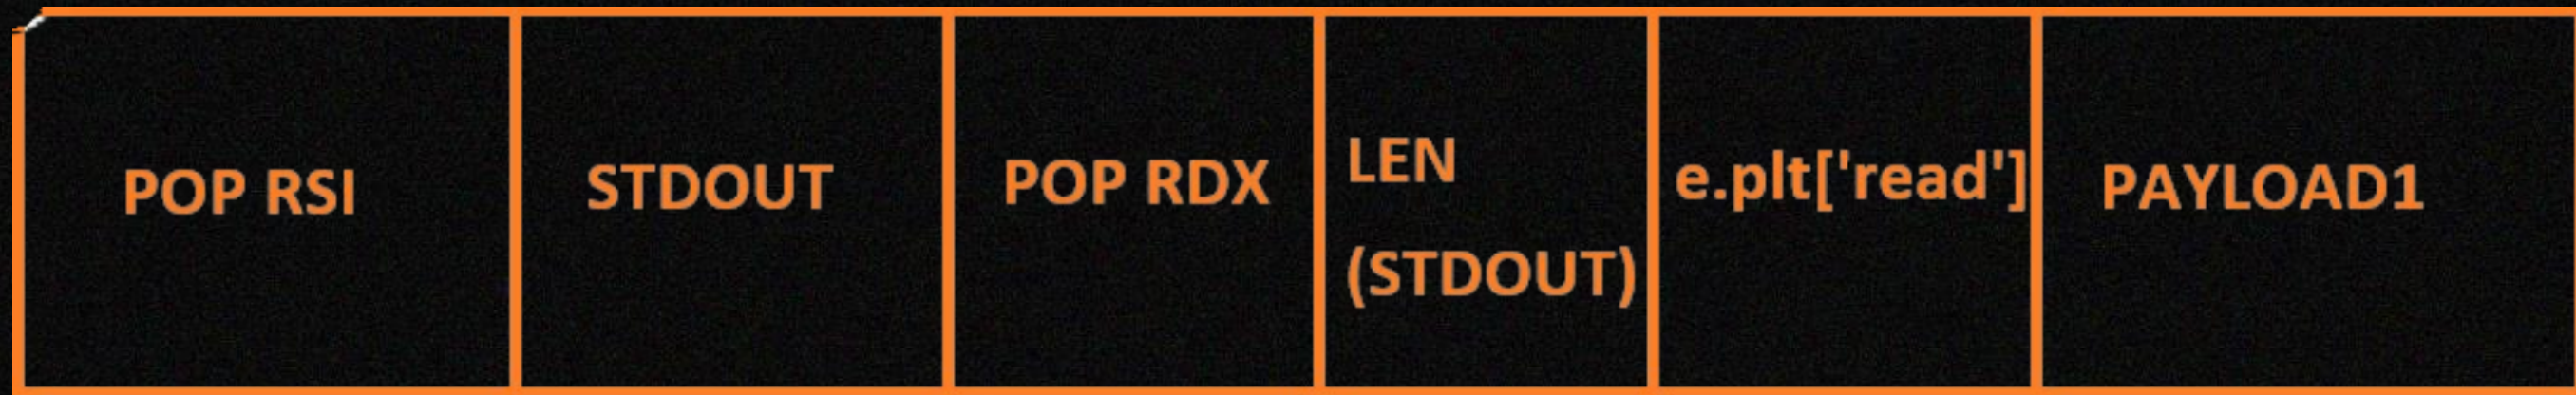 POP RSI
STDOUT
POP RDX
LEN
(STDOUT)
e.plt['read']
PAYLOAD1